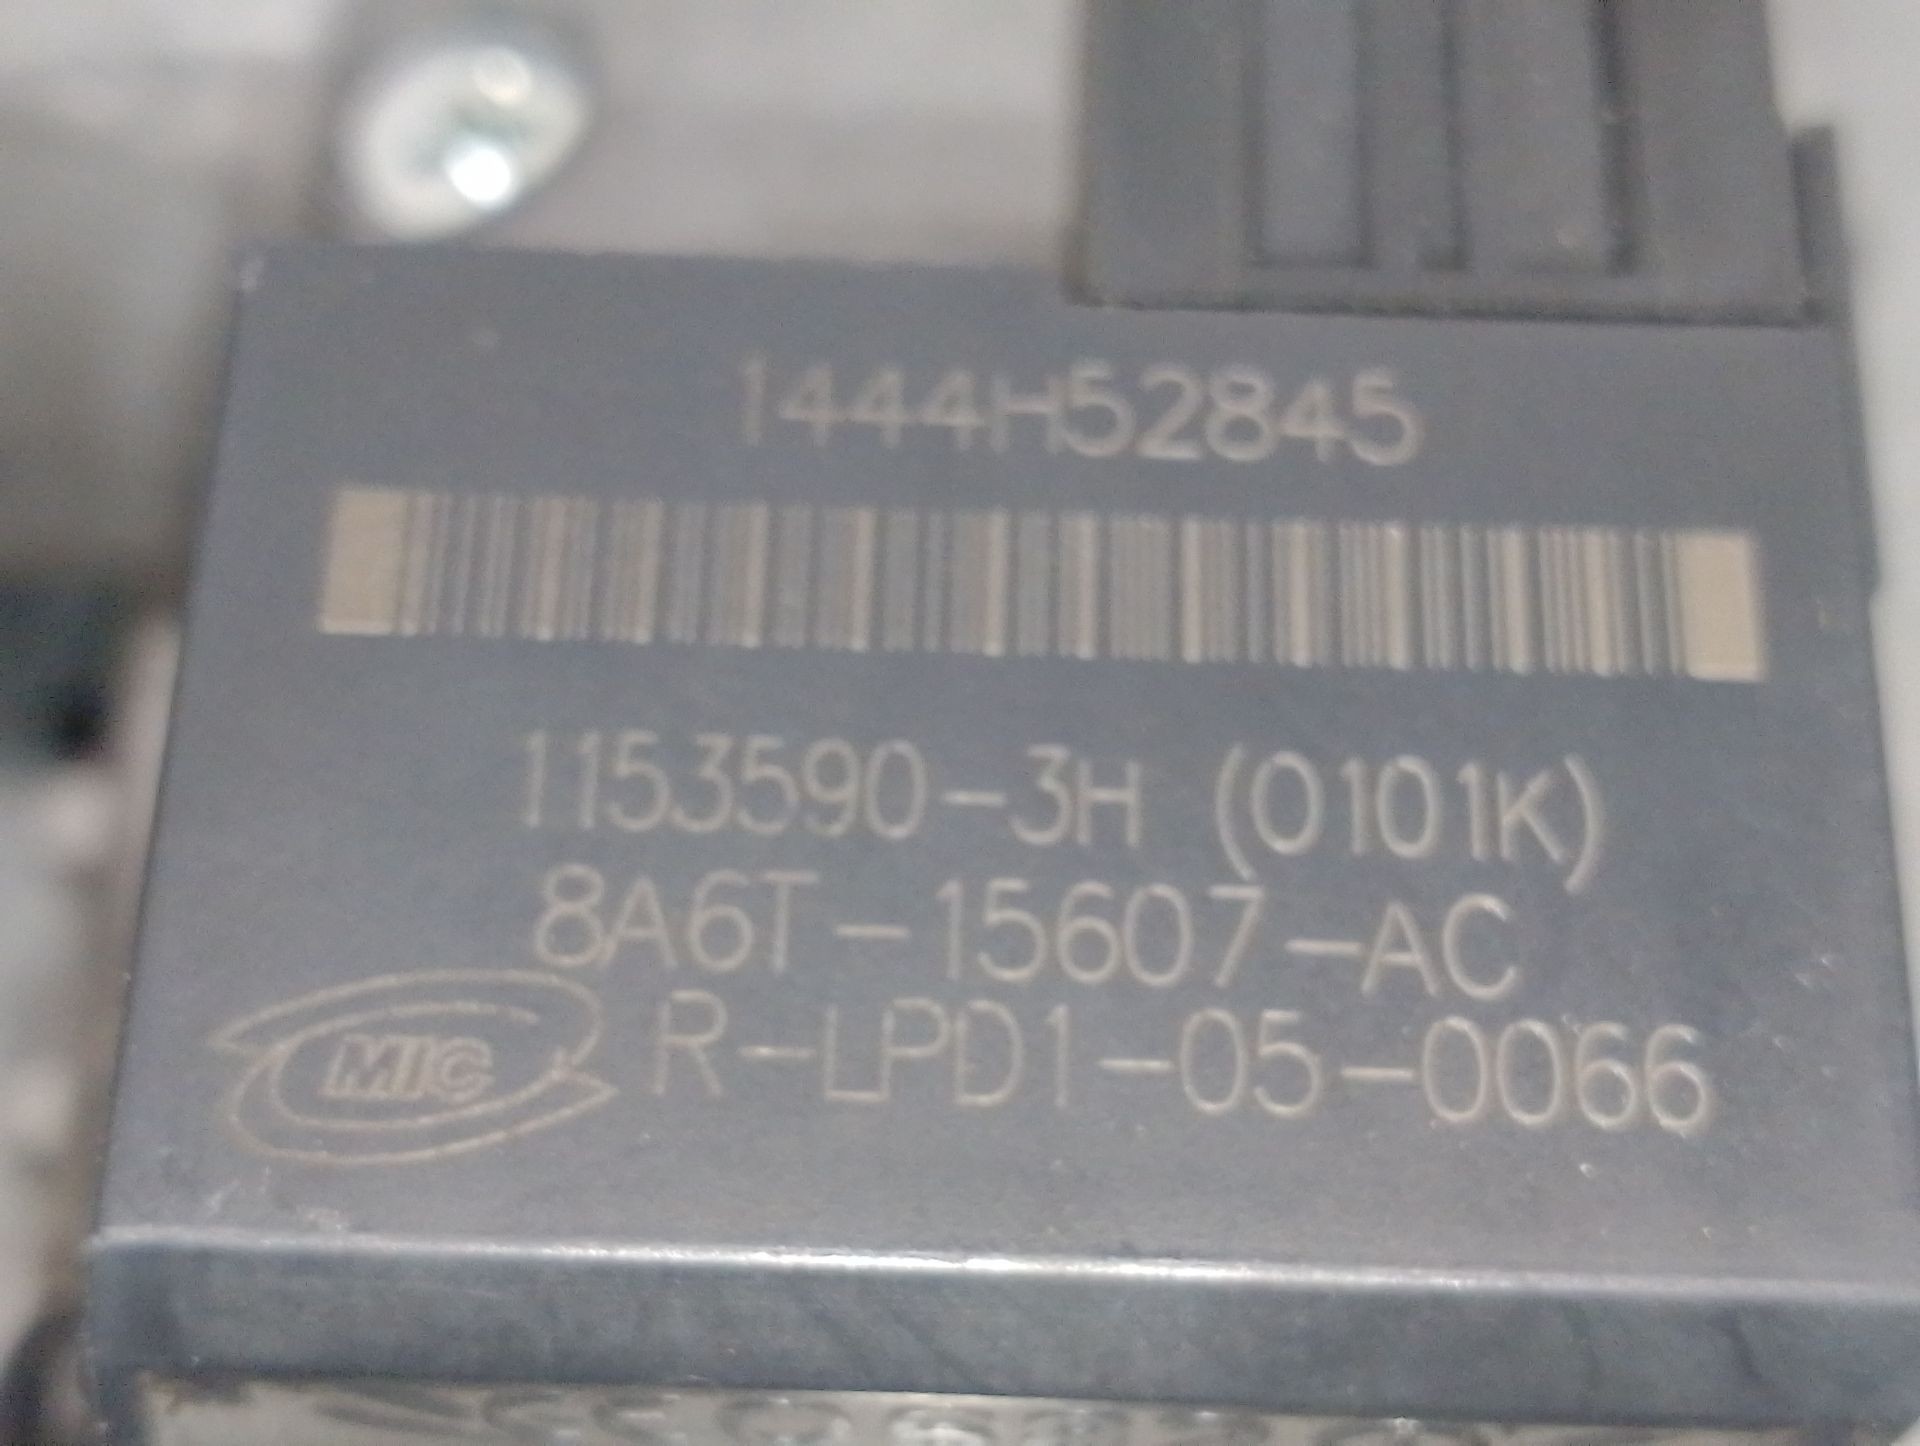 1444H52845
1153590-3H (0101K)
8A6T-15607-AC
MIC R-LPD1-05-0066